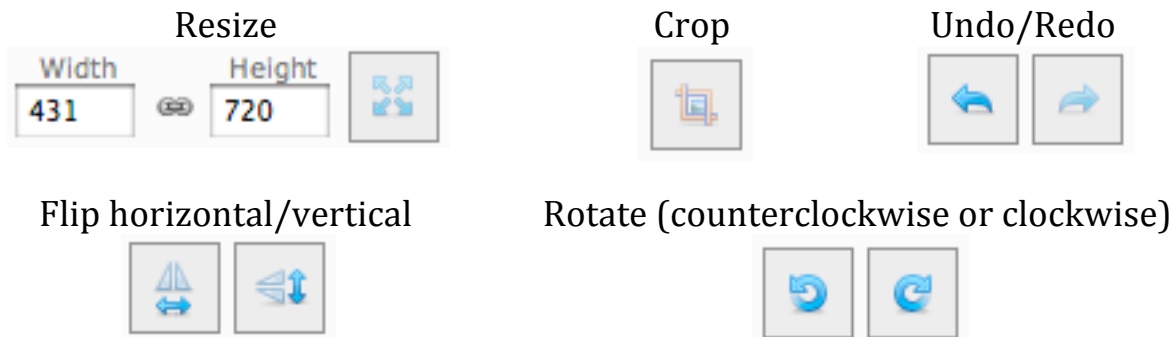 Resize
Crop
Undo/Redo
Width
Height
431
720
Flip horizontal/vertical
Rotate (counterclockwise or clockwise)